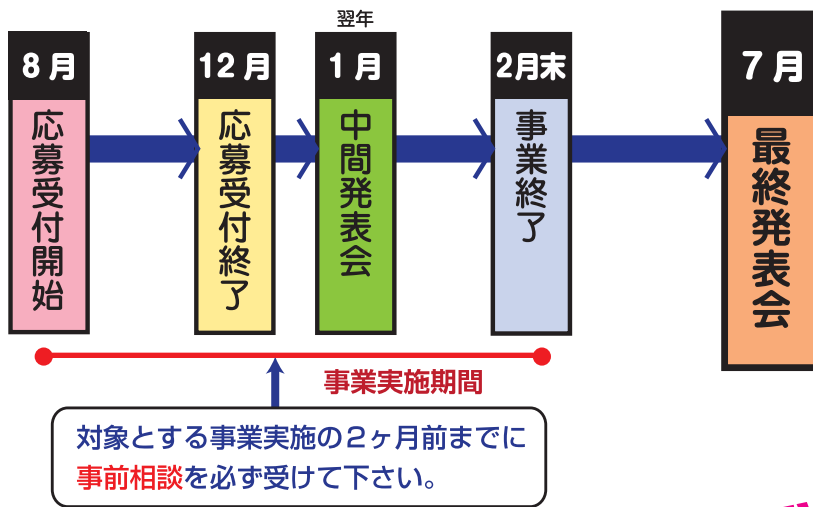 8月
応募受付開始
12月
応募受付終了
翌年
1月
中間発表会
2月末
事業終了
7月
最終発表会
事業実施期間
対象とする事業実施の2ヶ月前までに
事前相談を必ず受けて下さい。